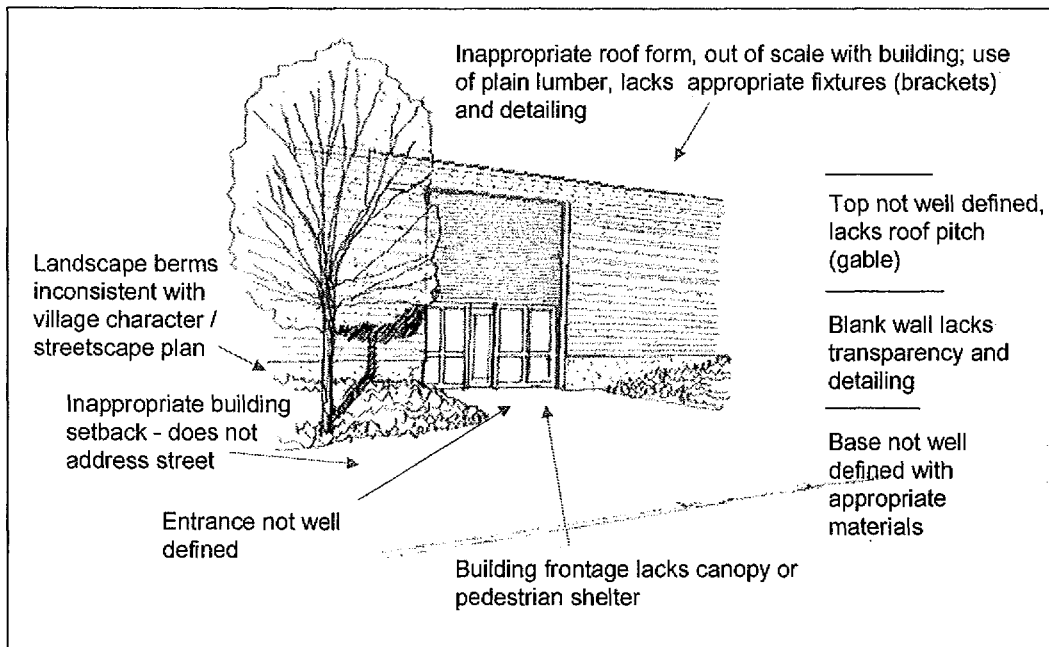 Inappropriate roof form, out of scale with building; use
of plain lumber, lacks appropriate fixtures (brackets)
and detailing
Top not well defined,
lacks roof pitch
(gable)
Landscape berms
inconsistent with
village character /
streetscape plan
Blank wall lacks
transparency and
detailing
Inappropriate building
setback - does not
address street
Base not well
defined with
appropriate
materials
Entrance not well
defined
Building frontage lacks canopy or
pedestrian shelter